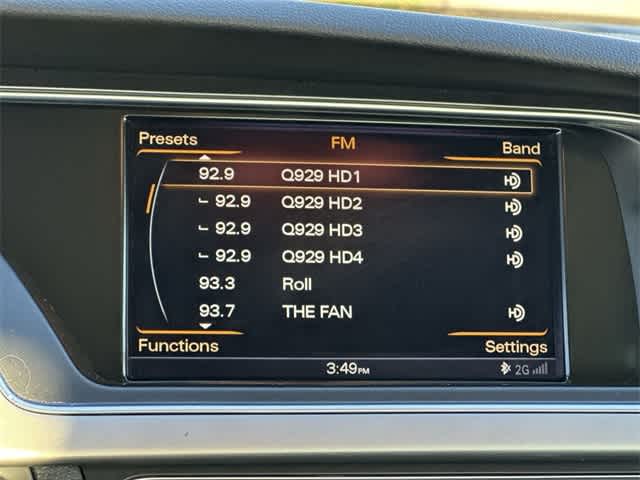 Presets FM Band
92.9 Q929 HD1
92.9 Q929 HD2
92.9 Q929 HD3
92.9 Q929 HD4
93.3 Roll
93.7 THE FAN
Functions Settings
3:49PM 2G